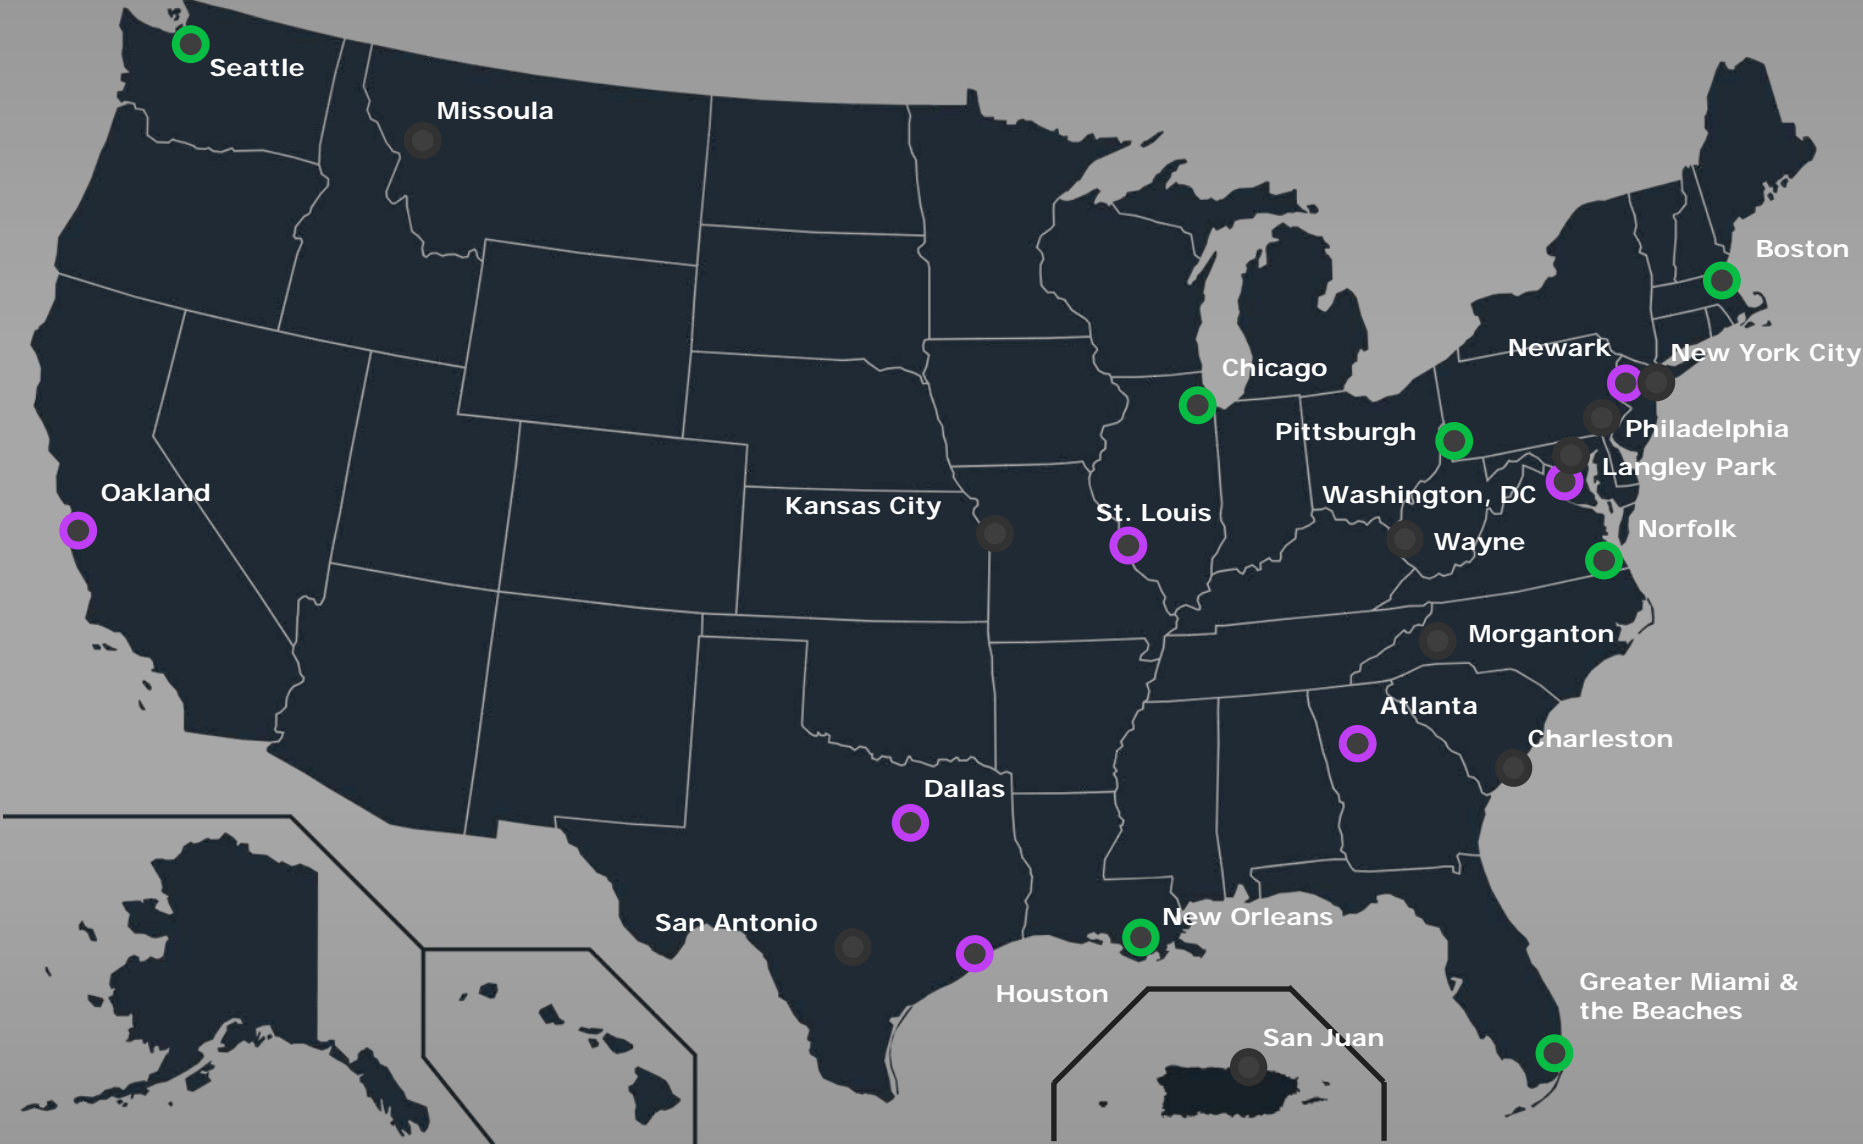 Seattle
Missoula
Boston
Newark
New York City
Chicago
Pittsburgh
Philadelphia
Langley Park
Oakland
Washington, DC
Kansas City
St. Louis
Norfolk
Wayne
Morganton
Atlanta
Charleston
Dallas
New Orleans
San Antonio
Houston
Greater Miami &
the Beaches
San Juan